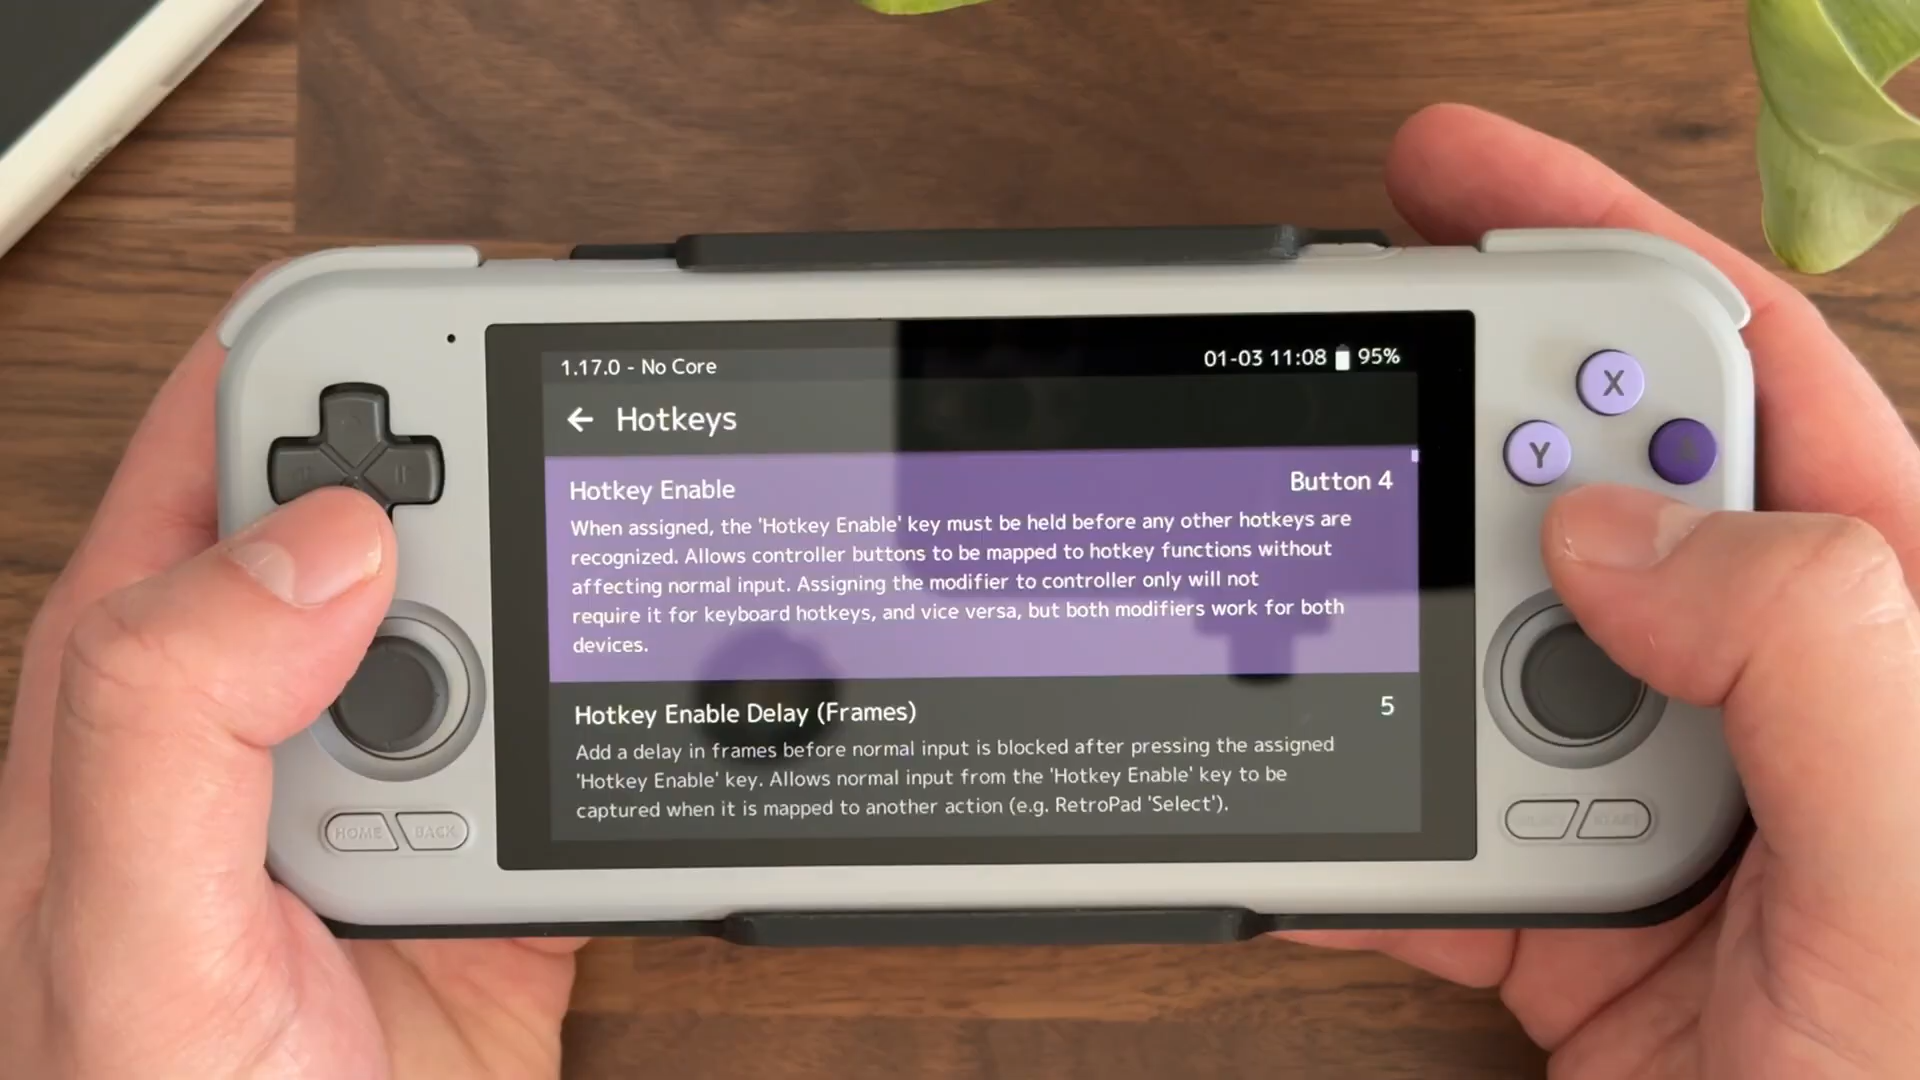 1.17.0 - No Core
01-03 11:08 95%
Hotkeys
Hotkey Enable
Button 4
When assigned, the 'Hotkey Enable' key must be held before any other hotkeys are
recognized. Allows controller buttons to be mapped to hotkey functions without
affecting normal input. Assigning the modifier to controller only will not
require it for keyboard hotkeys, and vice versa, but both modifiers work for both
devices.
Hotkey Enable Delay (Frames)
5
Add a delay in frames before normal input is blocked after pressing the assigned
'Hotkey Enable' key. Allows normal input from the 'Hotkey Enable' key to be
captured when it is mapped to another action (e.g. RetroPad 'Select').
X
Y
A
HOME
BACK
START